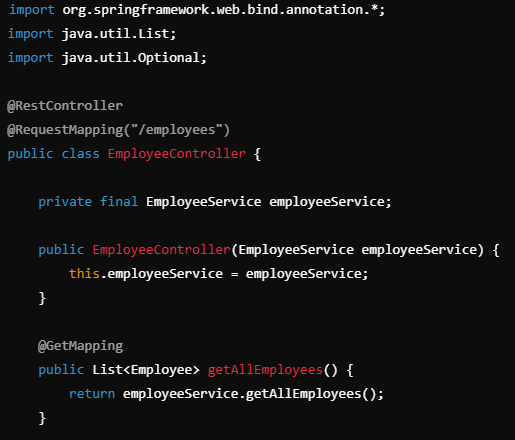 import org.springframework.web.bind.annotation.*;
import java.util.List;
import java.util.Optional;
@RestController
@RequestMapping("/employees")
public class EmployeeController {
private final EmployeeService employeeService;
public EmployeeController(EmployeeService employeeService) {
this.employeeService = employeeService;
}
@GetMapping
public List<Employee> getAllEmployees() {
return employeeService.getAllEmployees();
}